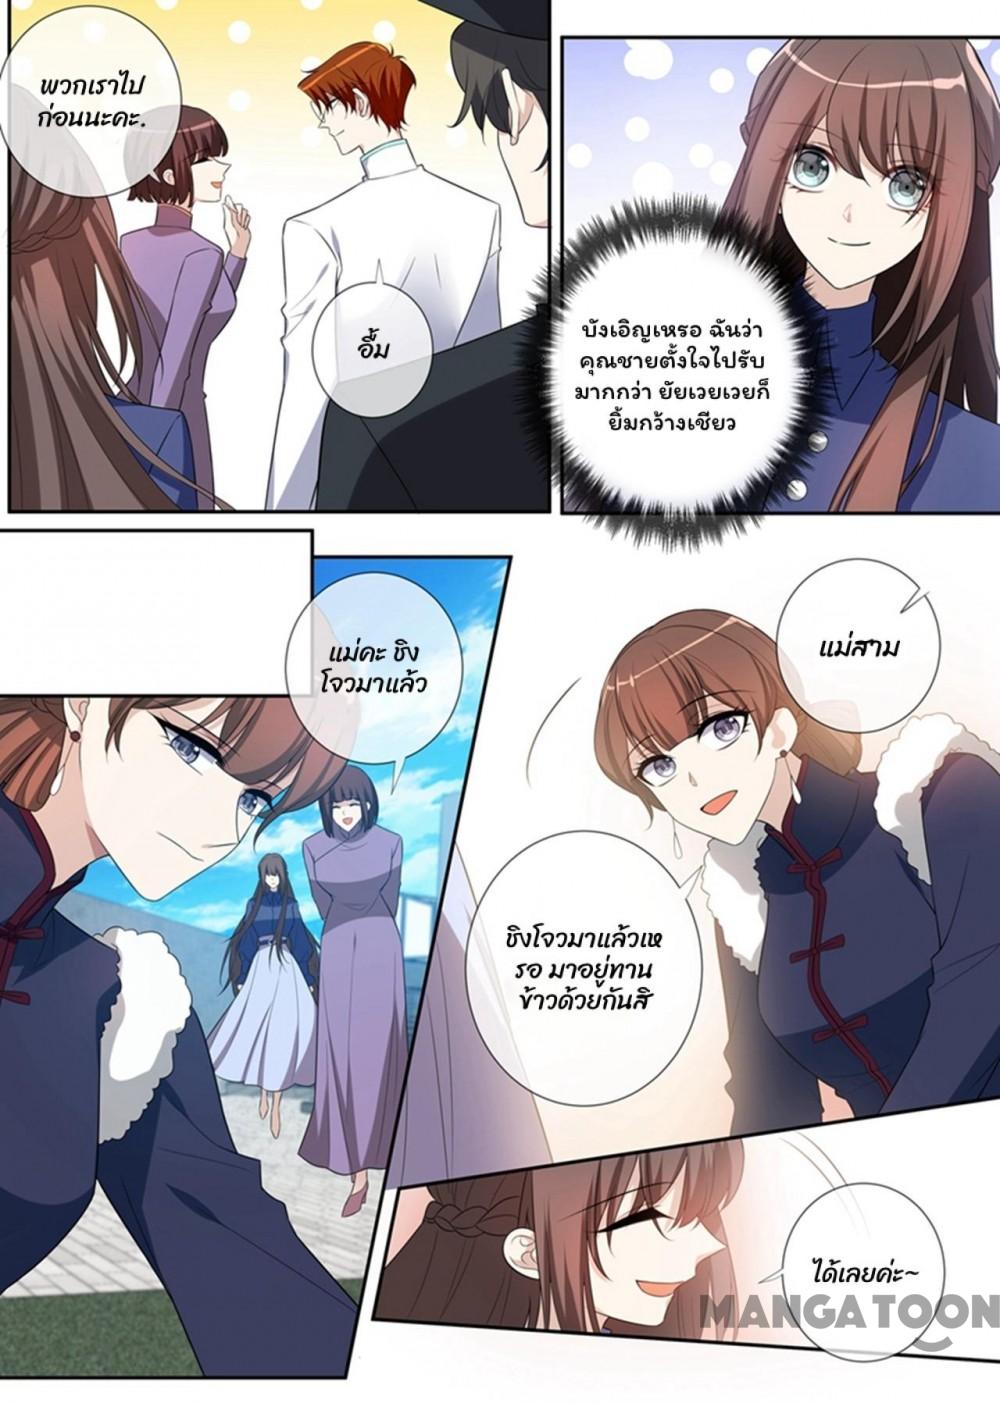 พวกเราไป
ก่อนนะคะ.
อื้ม
บังเอิญเหรอ ฉันว่า
คุณชายตั้งใจไปรับ
มากกว่า ยัยเวยเวยก็
ยิ้มกว้างเชียว
แม่คะ ชิง
โจวมาแล้ว
แม่สาม
ชิงโจวมาแล้วเห
รอ มาอยู่ทาน
ข้าวด้วยกันสิ
ได้เลยค่ะ~
MANGATOON